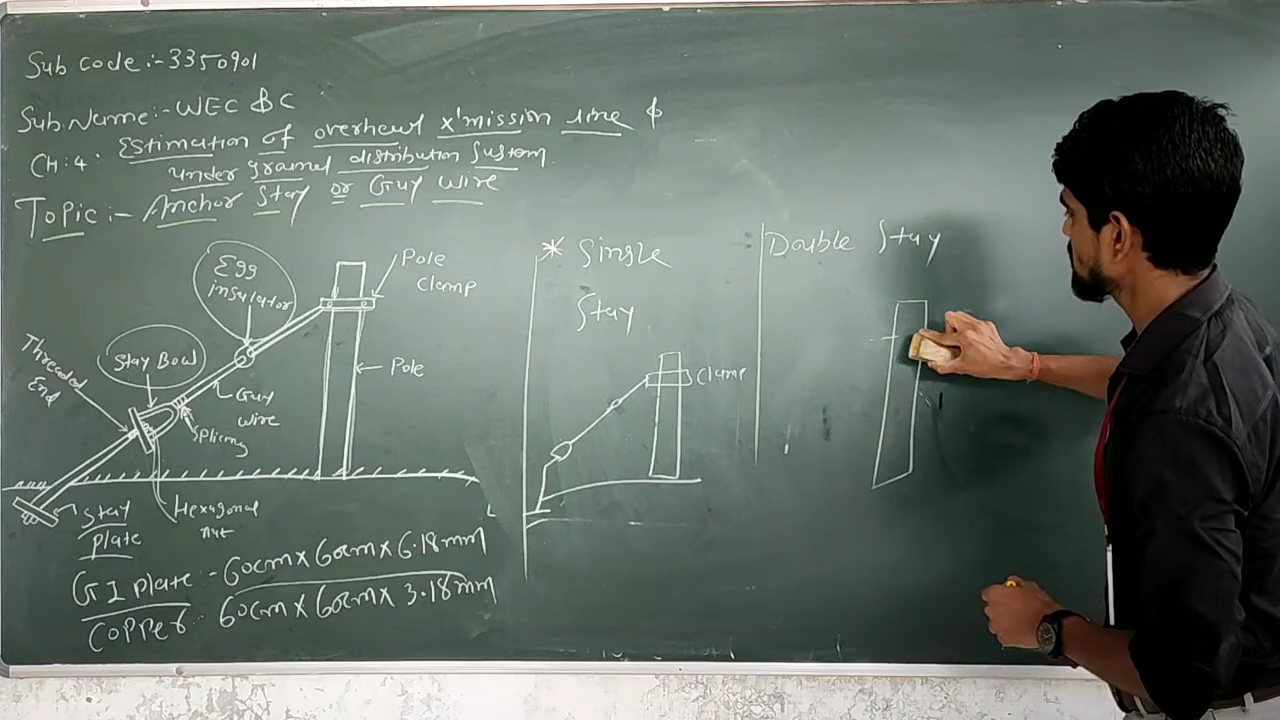 Sub code:-3350901
Sub.Name:-WEC & C
CH:4. Estimation of overhead x'mission line &
under ground distribution System
Topic:- Anchor Stay or Guy wire
Egg
insulator
Pole
clamp
Stay Bowl
Threaded
End
Guy
wire
Splicing
Pole
Stay
plate
Hexagonal
nut
GI plate:-60cm×60cm×6.18mm
Copper-60cm×60cm×3.18mm
* Single
Stay
Clamp
Double Stay